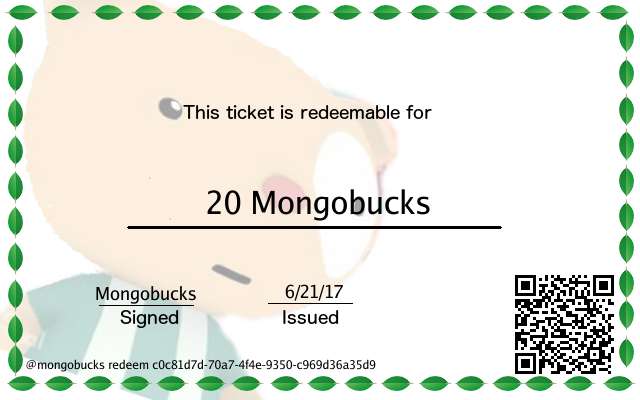 This ticket is redeemable for
20 Mongobucks
Mongobucks 6/21/17
Signed Issued
@mongobucks redeem c0c81d7d-70a7-4f4e-9350-c969d36a35d9